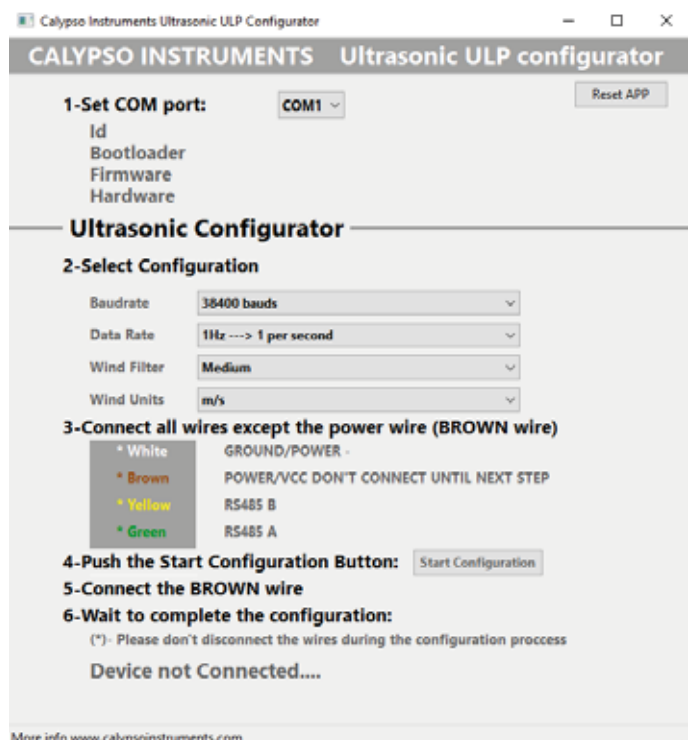 Calypso Instruments Ultrasonic ULP Configurator
CALYPSO INSTRUMENTS Ultrasonic ULP configurator
Reset APP
1-Set COM port: COM1
Id
Bootloader
Firmware
Hardware
Ultrasonic Configurator
2-Select Configuration
Baudrate 38400 bauds
Data Rate 1Hz ---> 1 per second
Wind Filter Medium
Wind Units m/s
3-Connect all wires except the power wire (BROWN wire)
* White GROUND/POWER -
* Brown POWER/VCC DON'T CONNECT UNTIL NEXT STEP
* Yellow RS485 B
* Green RS485 A
4-Push the Start Configuration Button: Start Configuration
5-Connect the BROWN wire
6-Wait to complete the configuration:
(*)- Please don't disconnect the wires during the configuration proccess
Device not Connected....
More info www.calypsoinstruments.com